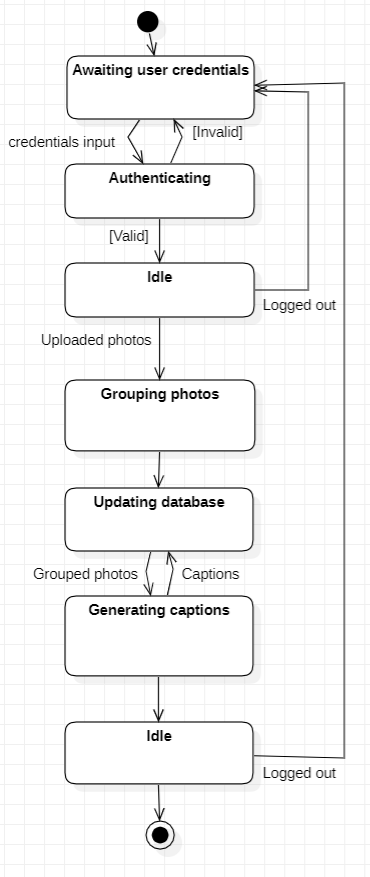 Awaiting user credentials
credentials input
[Invalid]
Authenticating
[Valid]
Idle
Logged out
Uploaded photos
Grouping photos
Updating database
Grouped photos
Captions
Generating captions
Idle
Logged out